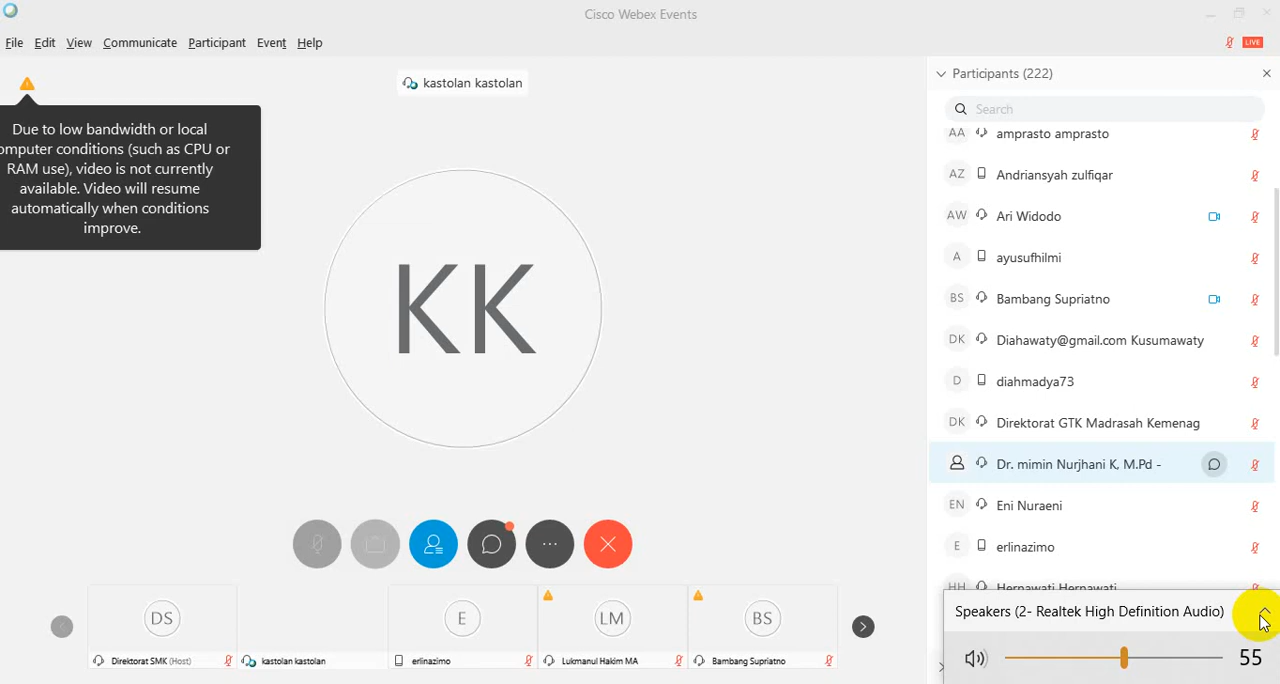 Cisco Webex Events
File Edit View Communicate Participant Event Help
LIVE
kastolan kastolan
Due to low bandwidth or local
omputer conditions (such as CPU or
RAM use), video is not currently
available. Video will resume
automatically when conditions
improve.
KK
Participants (222)
Search
AA amprasto amprasto
AZ Andriansyah zulfiqar
AW Ari Widodo
A ayusufhilmi
BS Bambang Supriatno
DK Diahawaty@gmail.com Kusumawaty
D diahmadya73
DK Direktorat GTK Madrasah Kemenag
Dr. mimin Nurjhani K, M.Pd -
EN Eni Nuraeni
E erlinazimo
HH Hernawati Hernawati
Speakers (2- Realtek High Definition Audio)
55
DS
Direktorat SMK (Host)
kastolan kastolan
E
erlinazimo
LM
Lukmanul Hakim MA
BS
Bambang Supriatno